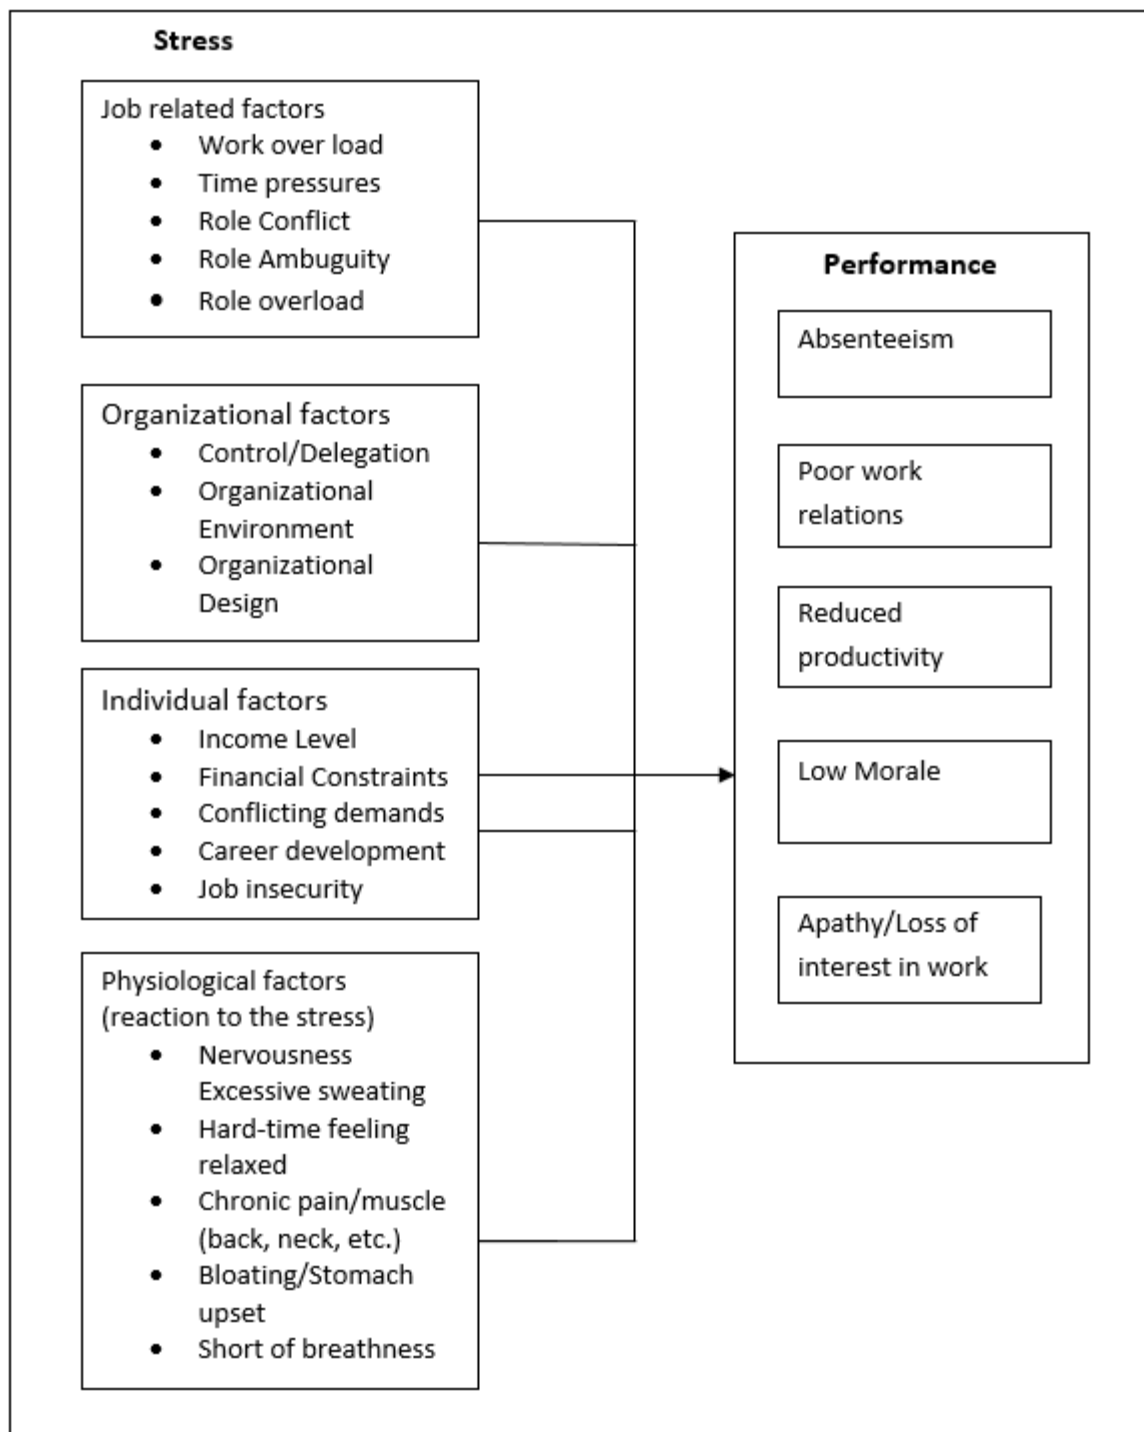 Stress
Job related factors
• Work over load
• Time pressures
• Role Conflict
• Role Ambuguity
• Role overload
Organizational factors
• Control/Delegation
• Organizational
Environment
• Organizational
Design
Individual factors
• Income Level
• Financial Constraints
• Conflicting demands
• Career development
• Job insecurity
Physiological factors
(reaction to the stress)
• Nervousness
Excessive sweating
• Hard-time feeling
relaxed
• Chronic pain/muscle
(back, neck, etc.)
• Bloating/Stomach
upset
• Short of breathness
Performance
Absenteeism
Poor work
relations
Reduced
productivity
Low Morale
Apathy/Loss of
interest in work